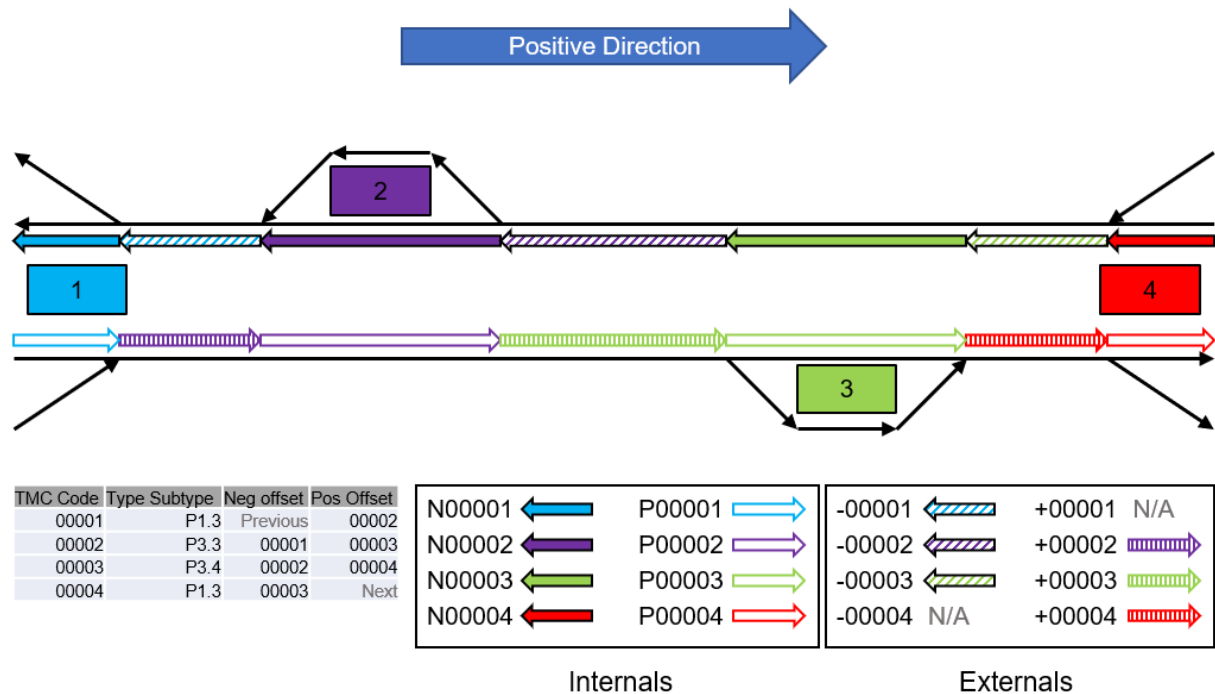 Positive Direction
2
1
4
3
TMC Code Type Subtype Neg offset Pos Offset
00001 P1.3 Previous 00002
00002 P3.3 00001 00003
00003 P3.4 00002 00004
00004 P1.3 00003 Next
N00001 P00001
N00002 P00002
N00003 P00003
N00004 P00004
Internals
-00001 +00001 N/A
-00002 +00002
-00003 +00003
-00004 N/A +00004
Externals